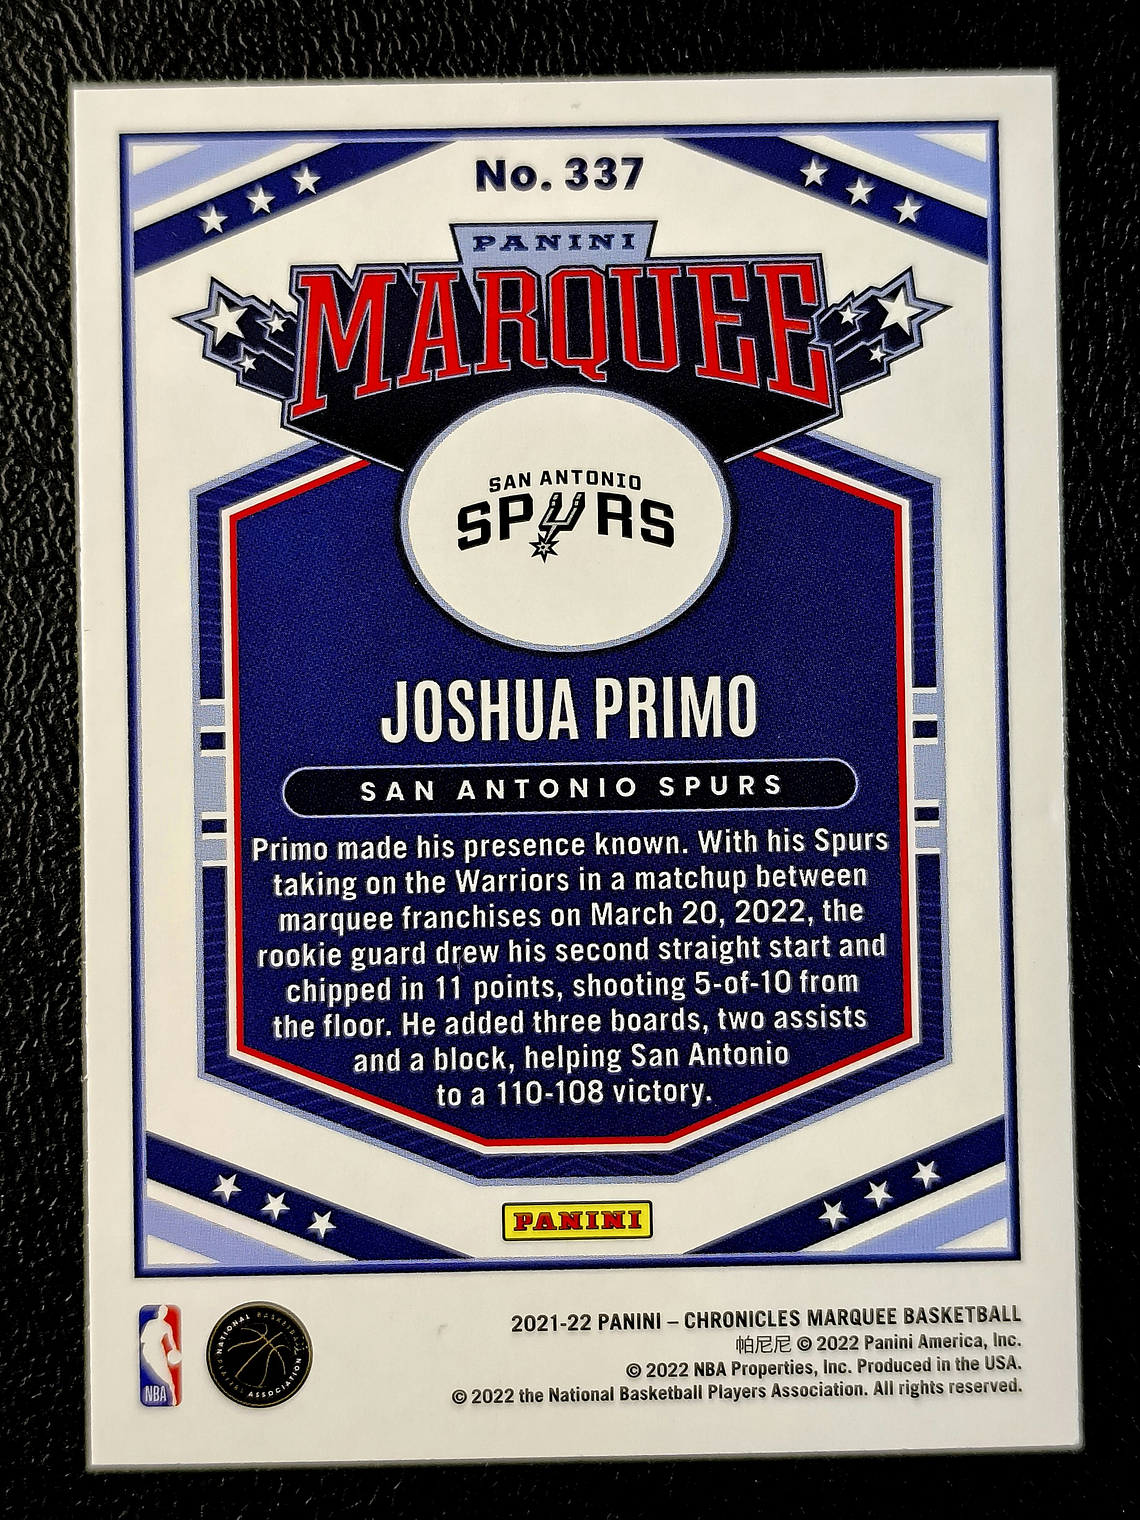 No. 337
PANINI
MARQUEE
SAN ANTONIO
SPURS
JOSHUA PRIMO
SAN ANTONIO SPURS
Primo made his presence known. With his Spurs
taking on the Warriors in a matchup between
marquee franchises on March 20, 2022, the
rookie guard drew his second straight start and
chipped in 11 points, shooting 5-of-10 from
the floor. He added three boards, two assists
and a block, helping San Antonio
to a 110-108 victory.
PANINI
NBA
NATIONAL BASKETBALL
PLAYERS ASSOCIATION
2021-22 PANINI – CHRONICLES MARQUEE BASKETBALL
帕尼尼 © 2022 Panini America, Inc.
© 2022 NBA Properties, Inc. Produced in the USA.
© 2022 the National Basketball Players Association. All rights reserved.